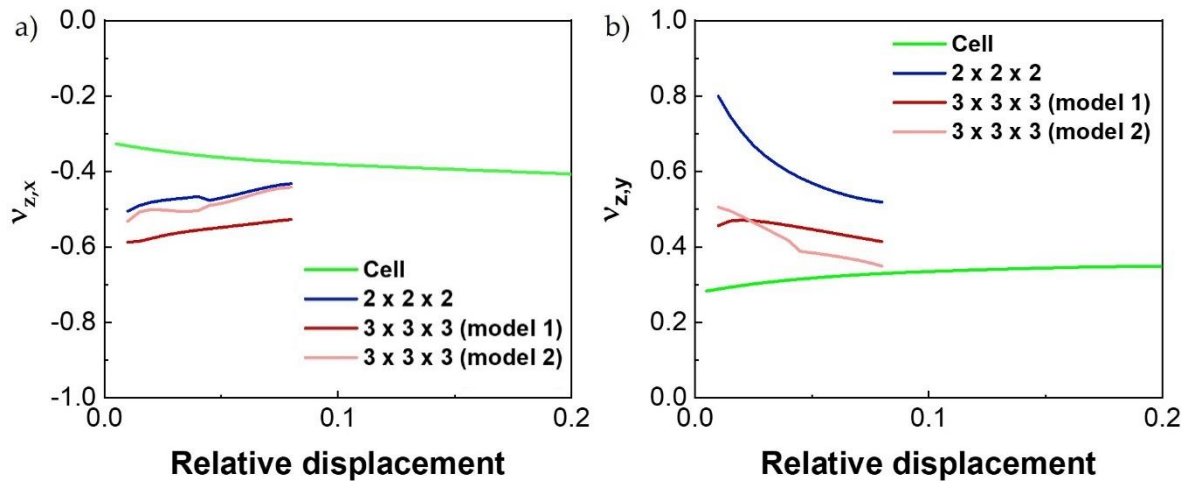 a)
0.0
-0.2
-0.4
-0.6
-0.8
-1.0
νz,x
Cell
2 x 2 x 2
3 x 3 x 3 (model 1)
3 x 3 x 3 (model 2)
0.0
0.1
0.2
Relative displacement
b)
1.0
0.8
0.6
0.4
0.2
0.0
νz,y
Cell
2 x 2 x 2
3 x 3 x 3 (model 1)
3 x 3 x 3 (model 2)
0.0
0.1
0.2
Relative displacement